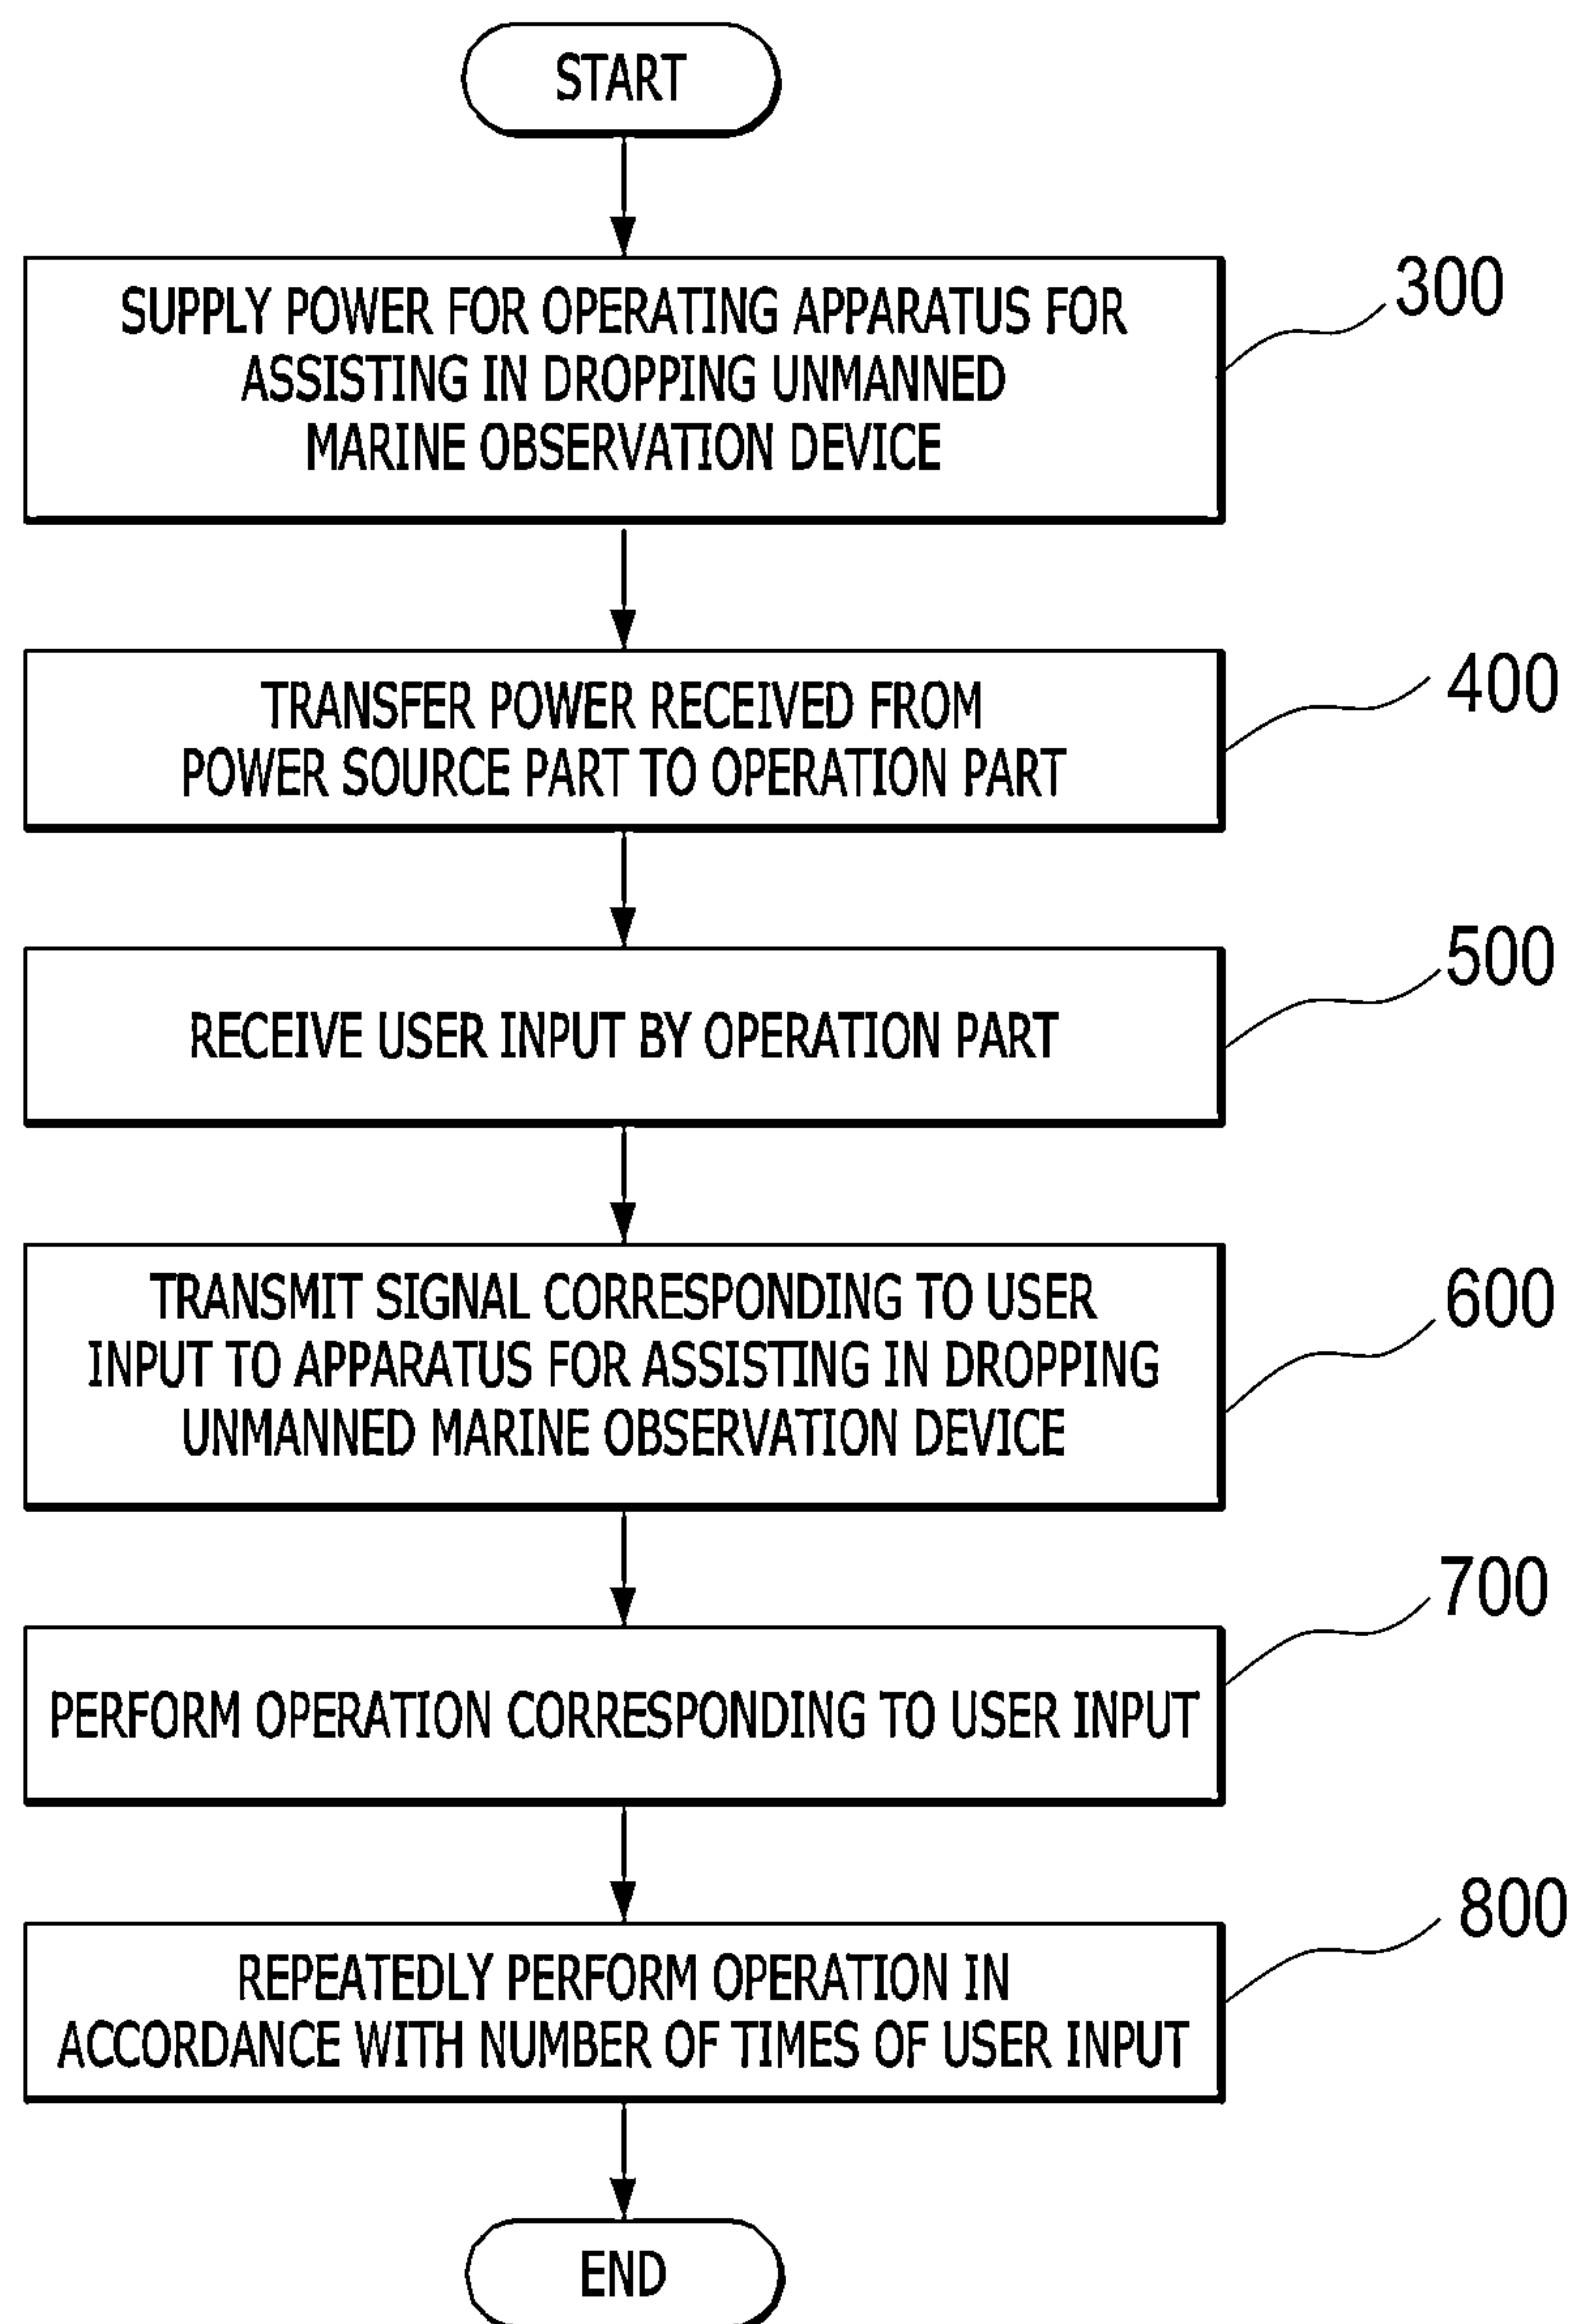 START
SUPPLY POWER FOR OPERATING APPARATUS FOR
ASSISTING IN DROPPING UNMANNED
MARINE OBSERVATION DEVICE
300
TRANSFER POWER RECEIVED FROM
POWER SOURCE PART TO OPERATION PART
400
RECEIVE USER INPUT BY OPERATION PART
500
TRANSMIT SIGNAL CORRESPONDING TO USER
INPUT TO APPARATUS FOR ASSISTING IN DROPPING
UNMANNED MARINE OBSERVATION DEVICE
600
PERFORM OPERATION CORRESPONDING TO USER INPUT
700
REPEATEDLY PERFORM OPERATION IN
ACCORDANCE WITH NUMBER OF TIMES OF USER INPUT
800
END